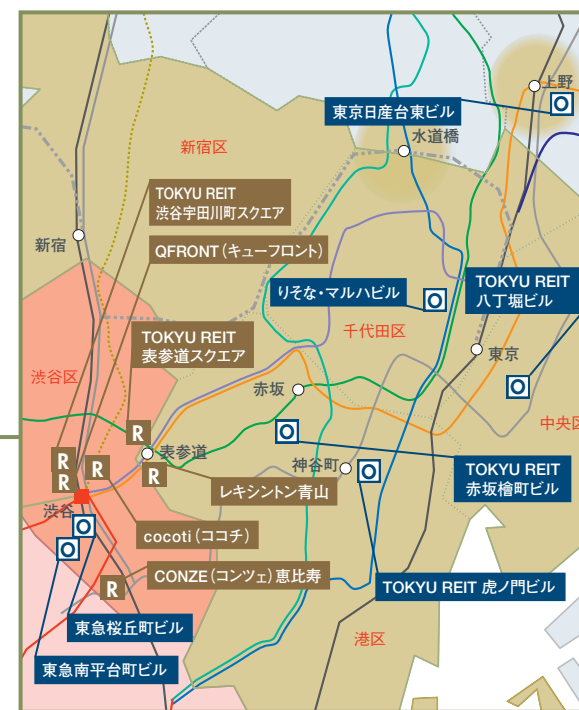 上野
O
東京日産台東ビル
水道橋
新宿区
TOKYU REIT
渋谷宇田川町スクエア
新宿
QFRONT（キューフロント）
りそな・マルハビル
O
TOKYU REIT
八丁堀ビル
千代田区
TOKYU REIT
表参道スクエア
東京
渋谷区
赤坂
O
中央区
R
O
表参道
R
R
R
R
神谷町
O
TOKYU REIT
赤坂檜町ビル
レキシントン青山
渋谷
O
cocoti（ココチ）
O
CONZE（コンツェ）恵比寿
R
TOKYU REIT 虎ノ門ビル
東急桜丘町ビル
港区
東急南平台町ビル